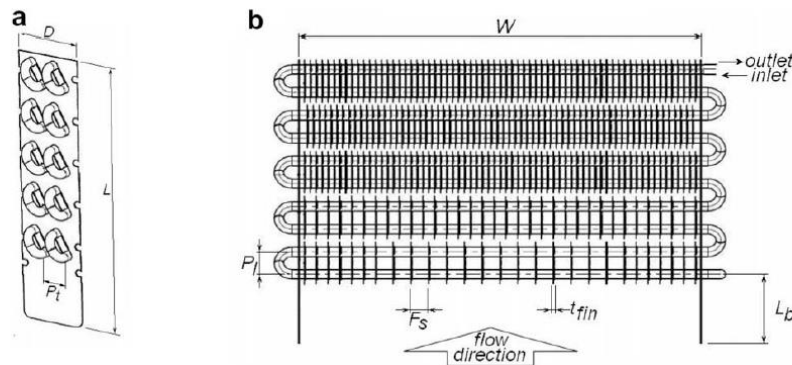 a
D
L
Pt
b
W
outlet
inlet
Pl
Fs
tfin
Lb
flow
direction